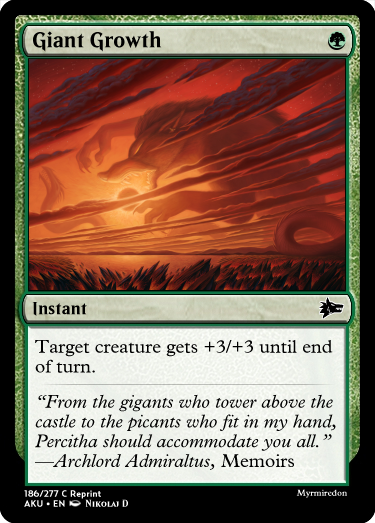 Giant Growth
Instant
Target creature gets +3/+3 until end
of turn.
“From the gigants who tower above the
castle to the picants who fit in my hand,
Percitha should accommodate you all.”
—Archlord Admiraltus, Memoirs
186/277 C Reprint
AKU • EN Nikolaj D
Myrmiredon